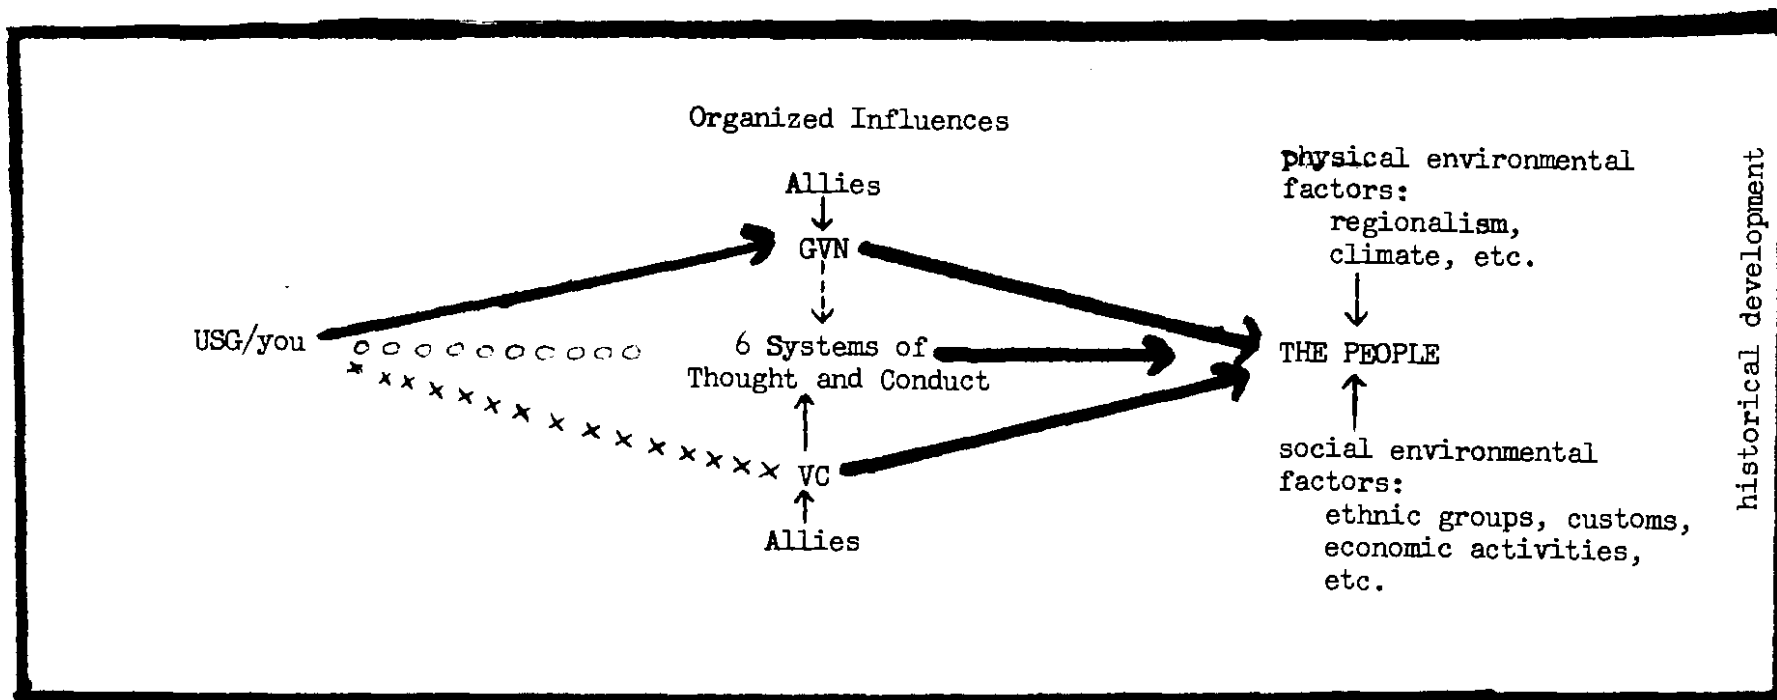 Organized Influences
Allies
GVN
USG/you
6 Systems of
Thought and Conduct
VC
Allies
physical environmental
factors:
regionalism,
climate, etc.
THE PEOPLE
social environmental
factors:
ethnic groups, customs,
economic activities,
etc.
historical development